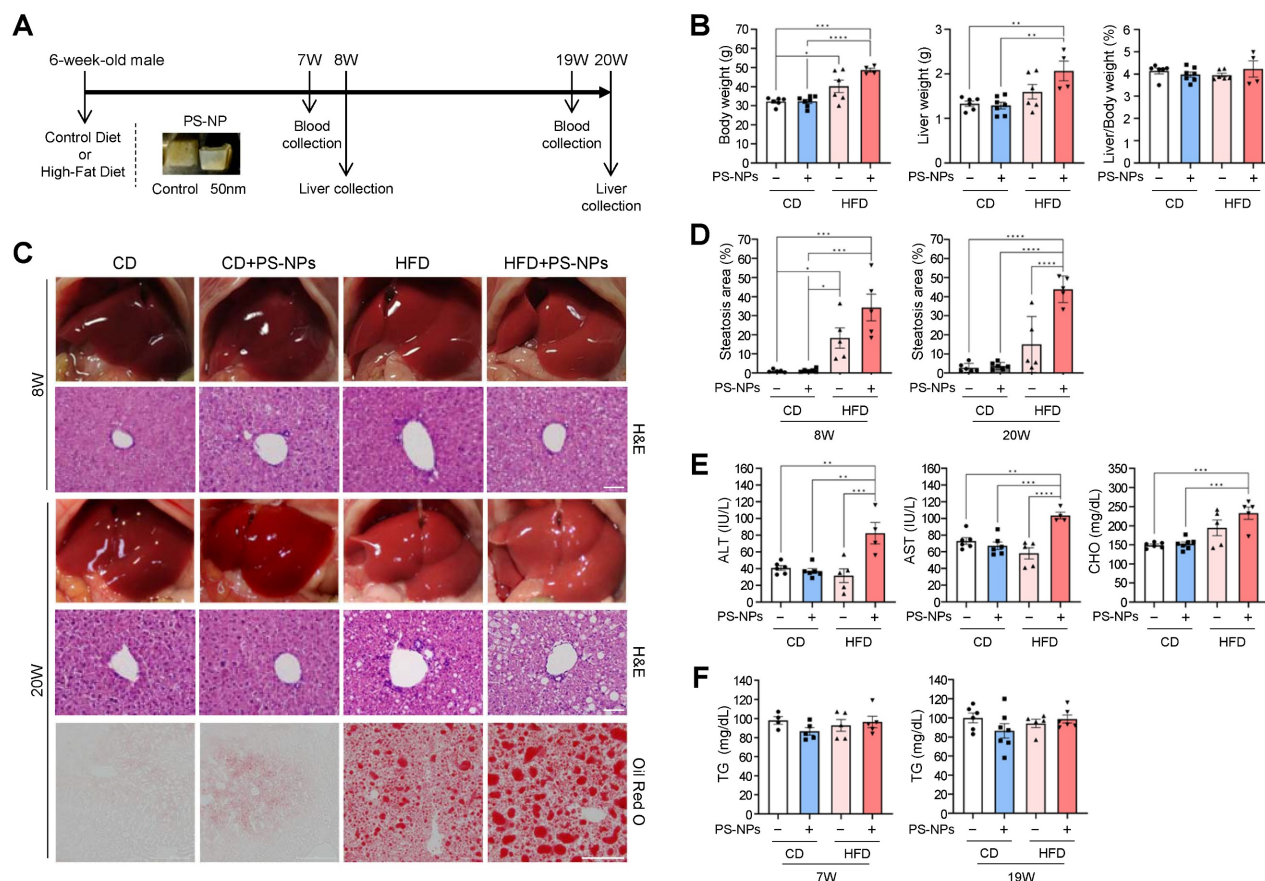 A
6-week-old male
7W
8W
19W
20W
Control Diet
or
High-Fat Diet
PS-NP
Control
50nm
Blood
collection
Liver collection
Blood
collection
Liver
collection
B
Body weight (g)
70
60
50
40
30
20
10
0
***
****
*
PS-NPs
− + − +
CD HFD
Liver weight (g)
3
2
1
0
**
**
PS-NPs
− + − +
CD HFD
Liver/Body weight (%)
6
5
4
3
2
1
0
PS-NPs
− + − +
CD HFD
C
CD
CD+PS-NPs
HFD
HFD+PS-NPs
8W
H&E
20W
H&E
Oil Red O
D
Steatosis area (%)
70
60
50
40
30
20
10
0
***
***
*
*
PS-NPs
− + − +
CD HFD
8W
Steatosis area (%)
70
60
50
40
30
20
10
0
****
****
****
PS-NPs
− + − +
CD HFD
20W
E
ALT (IU/L)
160
140
120
100
80
60
40
20
0
**
**
***
PS-NPs
− + − +
CD HFD
AST (IU/L)
160
140
120
100
80
60
40
20
0
**
***
****
PS-NPs
− + − +
CD HFD
CHO (mg/dL)
350
300
250
200
150
100
50
0
***
***
PS-NPs
− + − +
CD HFD
F
TG (mg/dL)
140
120
100
80
60
40
20
0
PS-NPs
− + − +
CD HFD
7W
TG (mg/dL)
140
120
100
80
60
40
20
0
PS-NPs
− + − +
CD HFD
19W